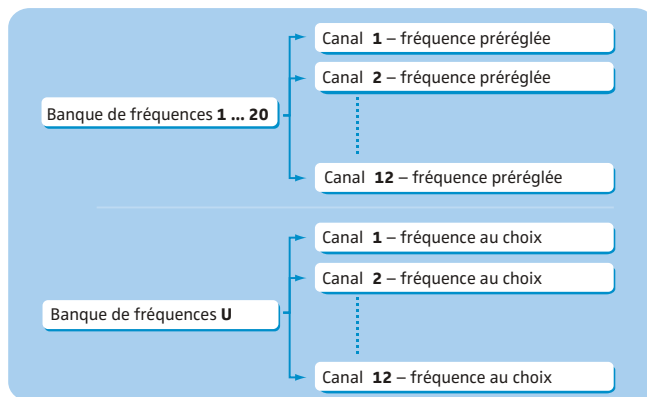 Canal 1 – fréquence préréglée
Canal 2 – fréquence préréglée
Banque de fréquences 1 ... 20
Canal 12 – fréquence préréglée
Canal 1 – fréquence au choix
Canal 2 – fréquence au choix
Banque de fréquences U
Canal 12 – fréquence au choix